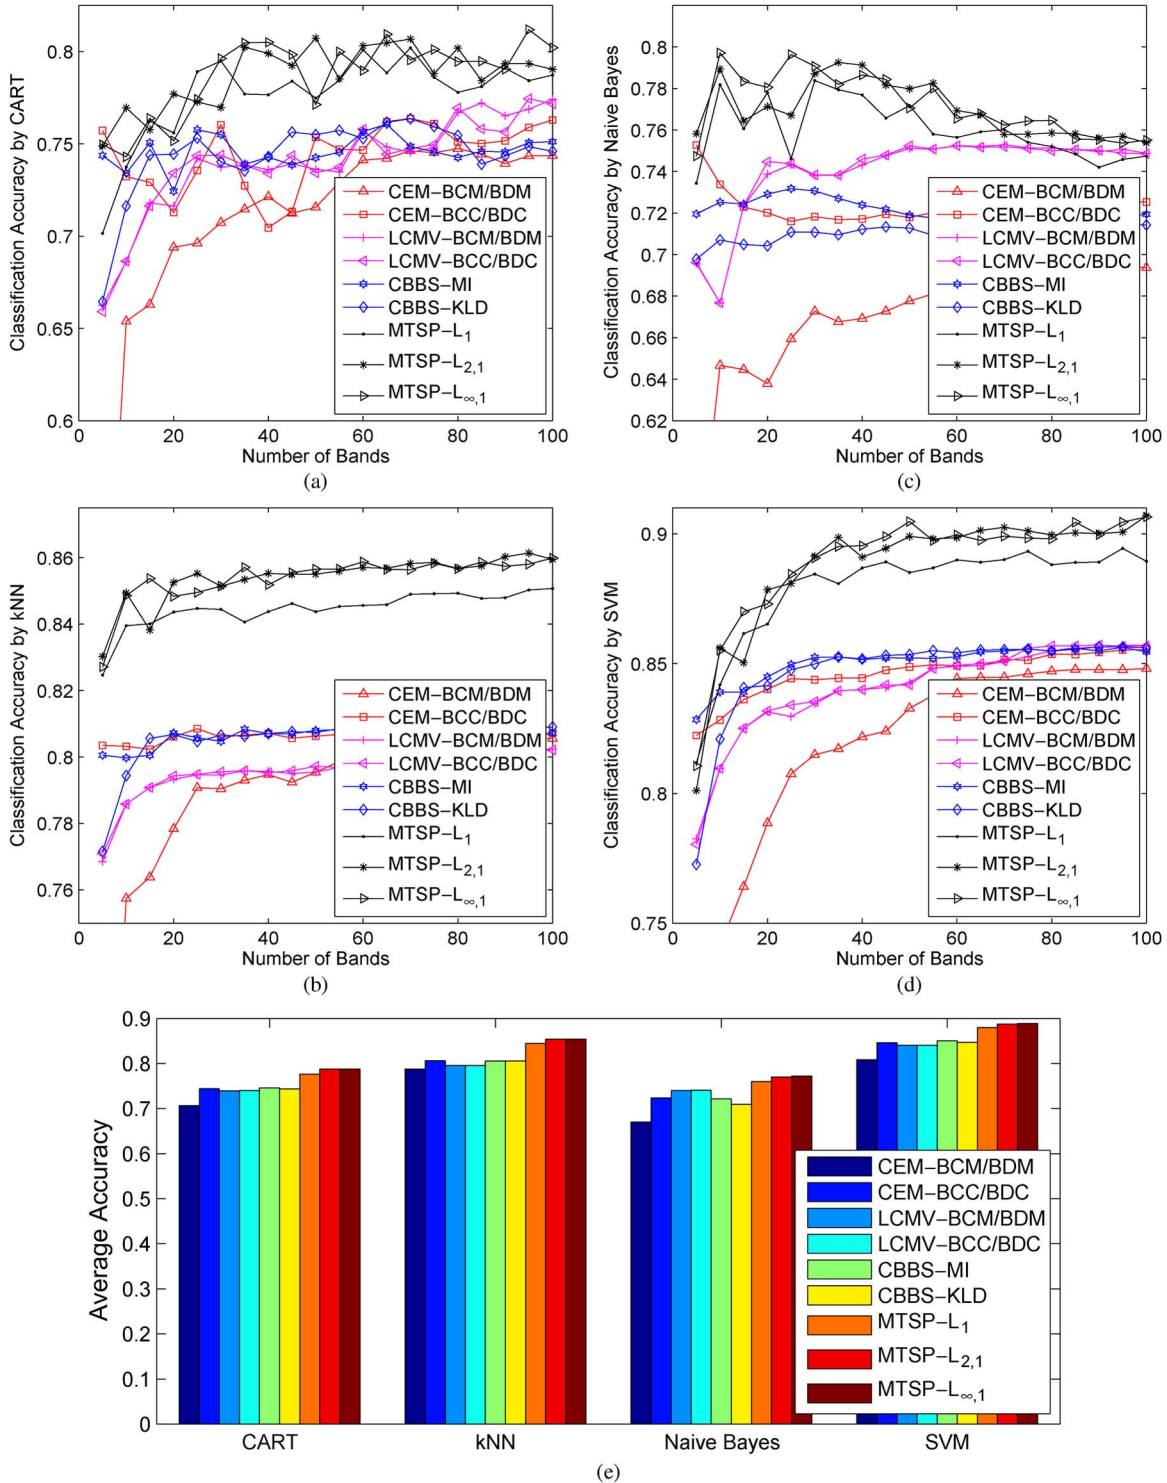 Classification Accuracy by CART
0.8
0.75
0.7
0.65
0.6
0 20 40 60 80 100
Number of Bands
(a)
CEM−BCM/BDM
CEM−BCC/BDC
LCMV−BCM/BDM
LCMV−BCC/BDC
CBBS−MI
CBBS−KLD
MTSP−L1
MTSP−L2,1
MTSP−L∞,1
Classification Accuracy by Naive Bayes
0.8
0.78
0.76
0.74
0.72
0.7
0.68
0.66
0.64
0.62
0 20 40 60 80 100
Number of Bands
(c)
CEM−BCM/BDM
CEM−BCC/BDC
LCMV−BCM/BDM
LCMV−BCC/BDC
CBBS−MI
CBBS−KLD
MTSP−L1
MTSP−L2,1
MTSP−L∞,1
Classification Accuracy by kNN
0.86
0.84
0.82
0.8
0.78
0.76
0 20 40 60 80 100
Number of Bands
(b)
CEM−BCM/BDM
CEM−BCC/BDC
LCMV−BCM/BDM
LCMV−BCC/BDC
CBBS−MI
CBBS−KLD
MTSP−L1
MTSP−L2,1
MTSP−L∞,1
Classification Accuracy by SVM
0.9
0.85
0.8
0.75
0 20 40 60 80 100
Number of Bands
(d)
CEM−BCM/BDM
CEM−BCC/BDC
LCMV−BCM/BDM
LCMV−BCC/BDC
CBBS−MI
CBBS−KLD
MTSP−L1
MTSP−L2,1
MTSP−L∞,1
Average Accuracy
0.9
0.8
0.7
0.6
0.5
0.4
0.3
0.2
0.1
0
CART kNN Naive Bayes SVM
CEM−BCM/BDM
CEM−BCC/BDC
LCMV−BCM/BDM
LCMV−BCC/BDC
CBBS−MI
CBBS−KLD
MTSP−L1
MTSP−L2,1
MTSP−L∞,1
(e)